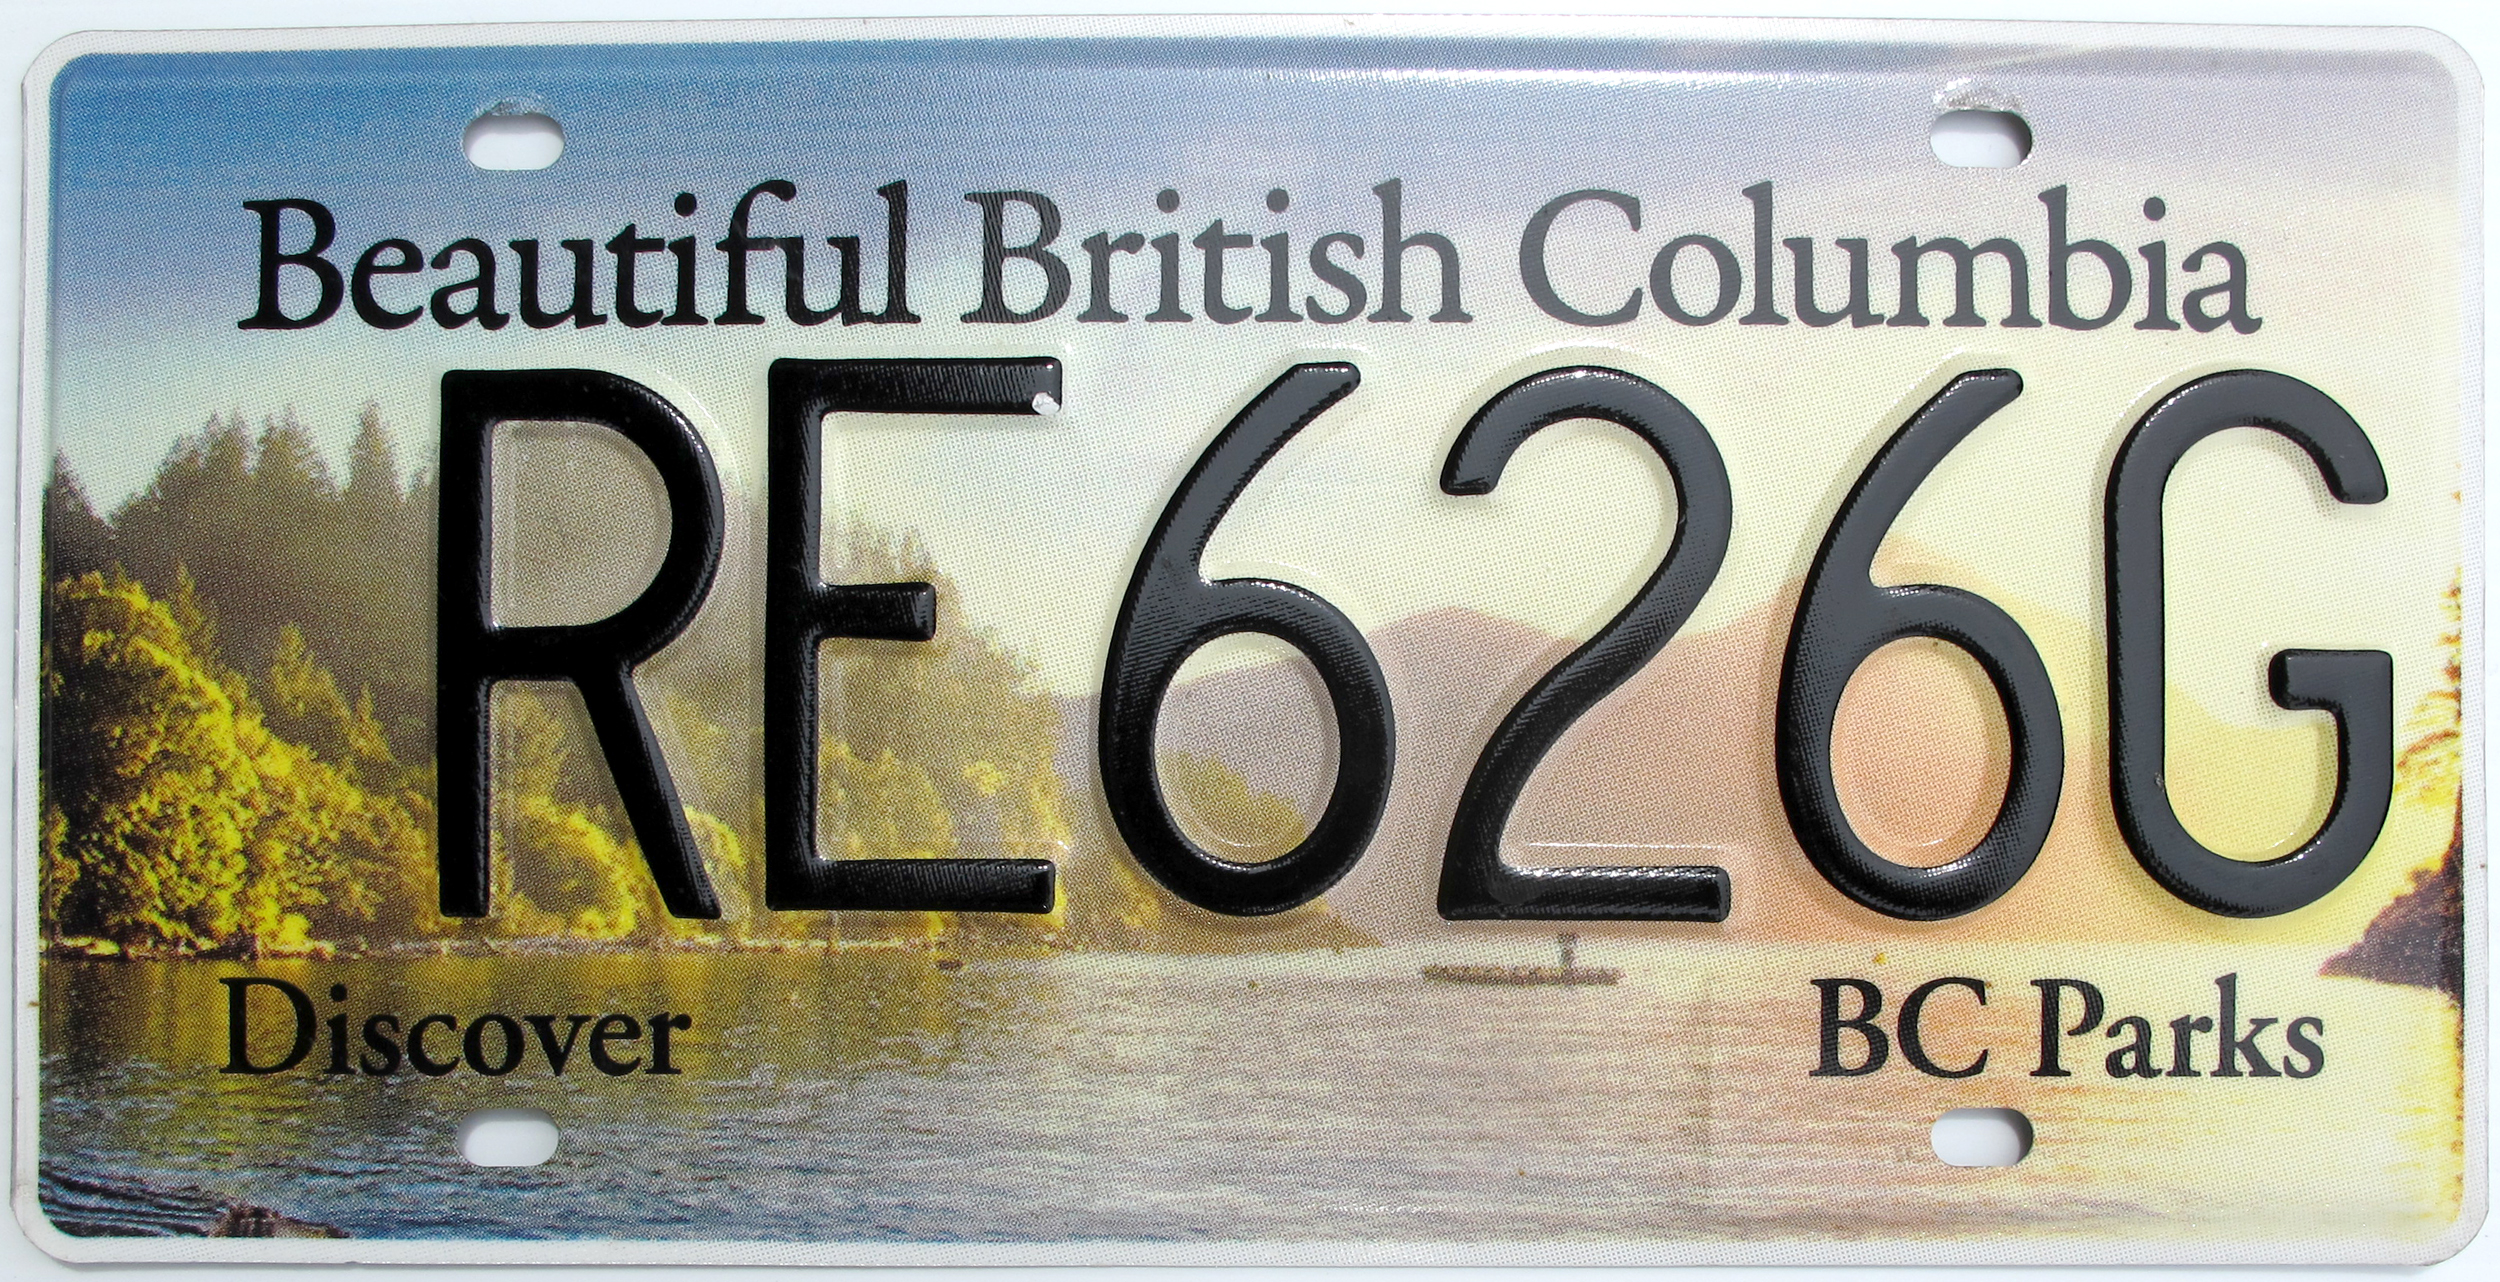 Beautiful British Columbia
RE626G
Discover BC Parks